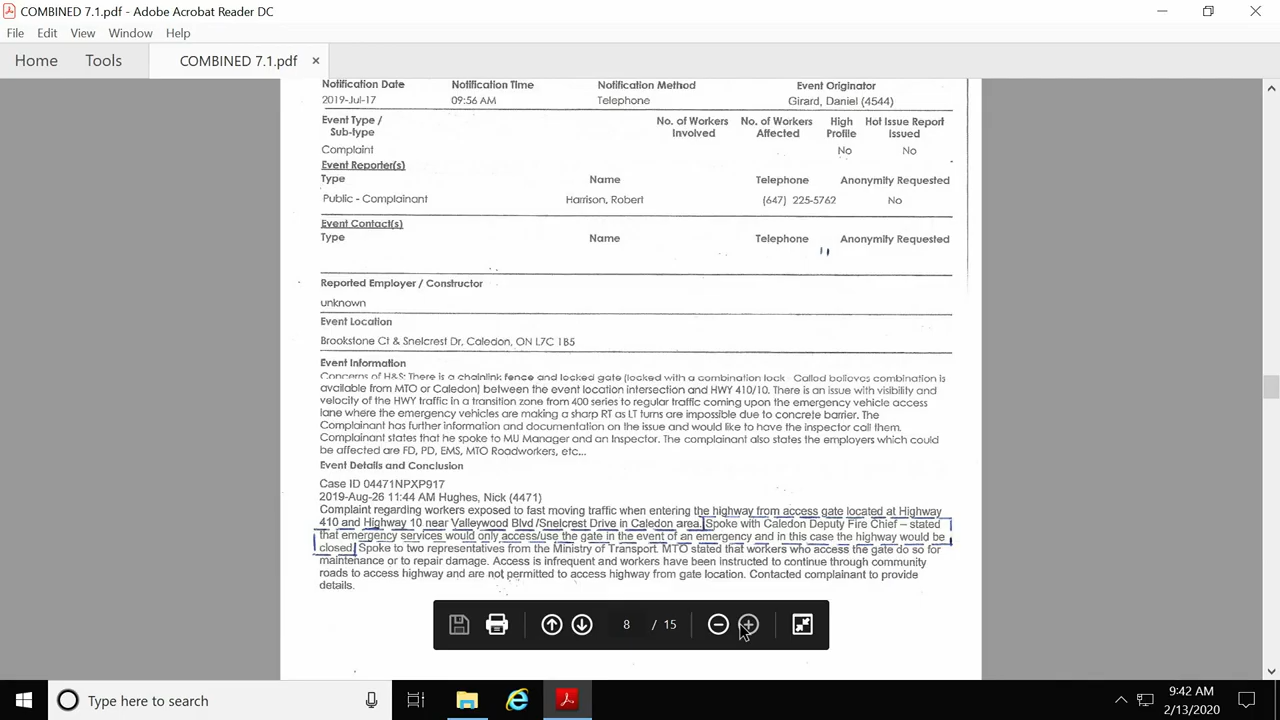 COMBINED 7.1.pdf - Adobe Acrobat Reader DC
File Edit View Window Help
Home Tools COMBINED 7.1.pdf ×
Notification Date Notification Time Notification Method Event Originator
2019-Jul-17 09:56 AM Telephone Girard, Daniel (4544)
Event Type / No. of Workers No. of Workers High Hot Issue Report
Sub-type Involved Affected Profile Issued
Complaint No No
Event Reporter(s)
Type Name Telephone Anonymity Requested
Public - Complainant Harrison, Robert (647) 225-5762 No
Event Contact(s)
Type Name Telephone Anonymity Requested
Reported Employer / Constructor
unknown
Event Location
Brookstone Ct & Snelcrest Dr, Caledon, ON L7C 1B5
Event Information
Concerns of H&S: There is a chainlink fence and locked gate (locked with a combination lock Called believes combination is
available from MTO or Caledon) between the event location intersection and HWY 410/10. There is an issue with visibility and
velocity of the HWY traffic in a transition zone from 400 series to regular traffic coming upon the emergency vehicle access
lane where the emergency vehicles are making a sharp RT as LT turns are impossible due to concrete barrier. The
Complainant has further information and documentation on the issue and would like to have the inspector call them.
Complainant states that he spoke to MU Manager and an Inspector. The complainant also states the employers which could
be affected are FD, PD, EMS, MTO Roadworkers, etc...
Event Details and Conclusion
Case ID 04471NPXP917
2019-Aug-26 11:44 AM Hughes, Nick (4471)
Complaint regarding workers exposed to fast moving traffic when entering the highway from access gate located at Highway
410 and Highway 10 near Valleywood Blvd/Snelcrest Drive in Caledon area. Spoke with Caledon Deputy Fire Chief – stated
that emergency services would only access/use the gate in the event of an emergency and in this case the highway would be
closed. Spoke to two representatives from the Ministry of Transport. MTO stated that workers who access the gate do so for
maintenance or to repair damage. Access is infrequent and workers have been instructed to continue through community
roads to access highway and are not permitted to access highway from gate location. Contacted complainant to provide
details.
8 / 15
Type here to search
9:42 AM
2/13/2020